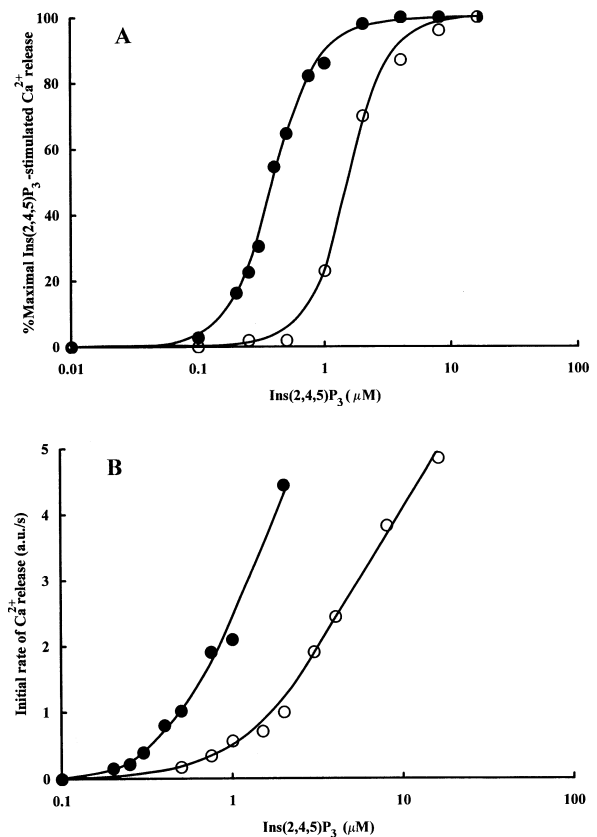 A
%Maximal Ins(2,4,5)P3-stimulated Ca2+ release
100
80
60
40
20
0
0.01 0.1 1 10 100
Ins(2,4,5)P3 (μM)
B
Initial rate of Ca2+ release (a.u./s)
5
4
3
2
1
0
0.1 1 10 100
Ins(2,4,5)P3 (μM)